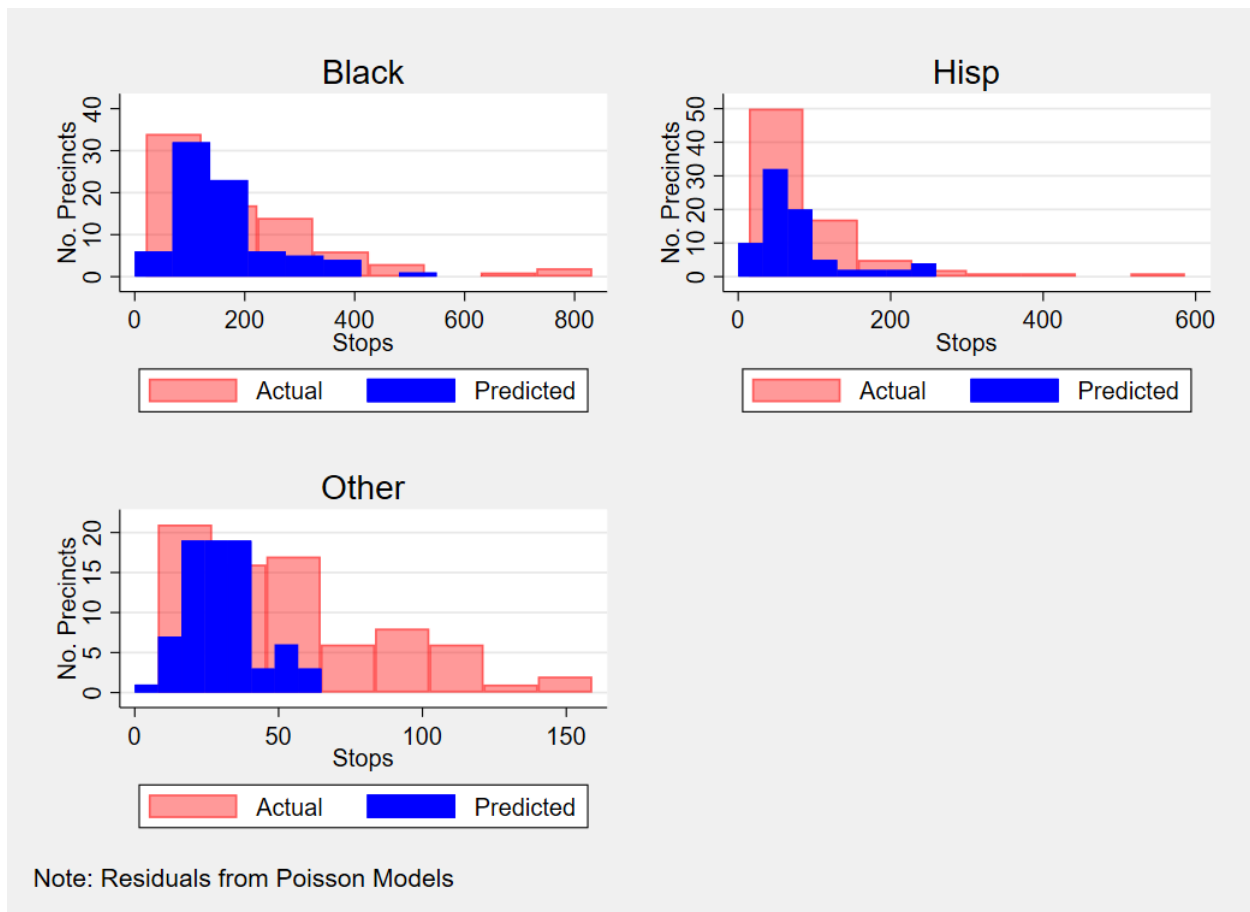 Black
No. Precincts
0 10 20 30 40
0 200 400 600 800
Stops
Actual Predicted
Hisp
No. Precincts
0 10 20 30 40 50
0 200 400 600
Stops
Actual Predicted
Other
No. Precincts
0 5 10 15 20
0 50 100 150
Stops
Actual Predicted
Note: Residuals from Poisson Models